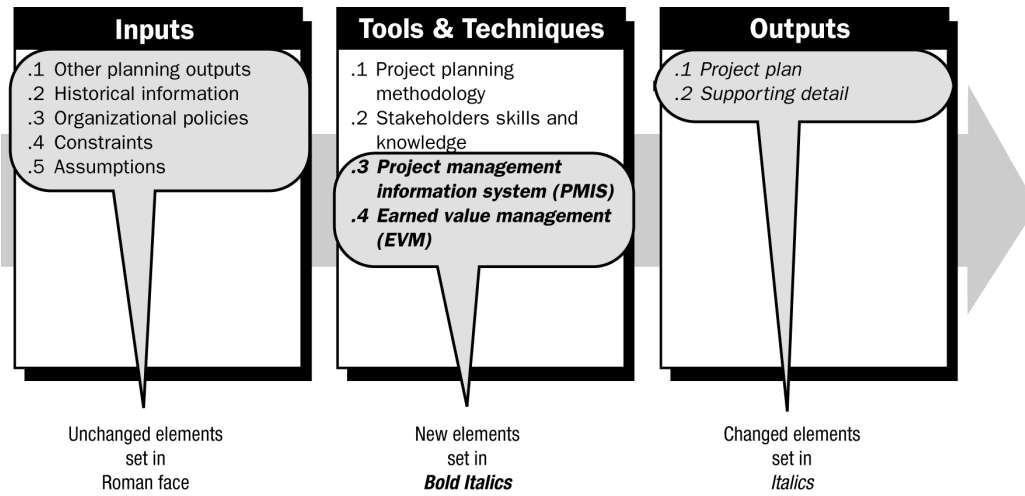 Inputs
.1 Other planning outputs
.2 Historical information
.3 Organizational policies
.4 Constraints
.5 Assumptions
Unchanged elements
set in
Roman face
Tools & Techniques
.1 Project planning
methodology
.2 Stakeholders skills and
knowledge
.3 Project management
information system (PMIS)
.4 Earned value management
(EVM)
New elements
set in
Bold Italics
Outputs
.1 Project plan
.2 Supporting detail
Changed elements
set in
Italics